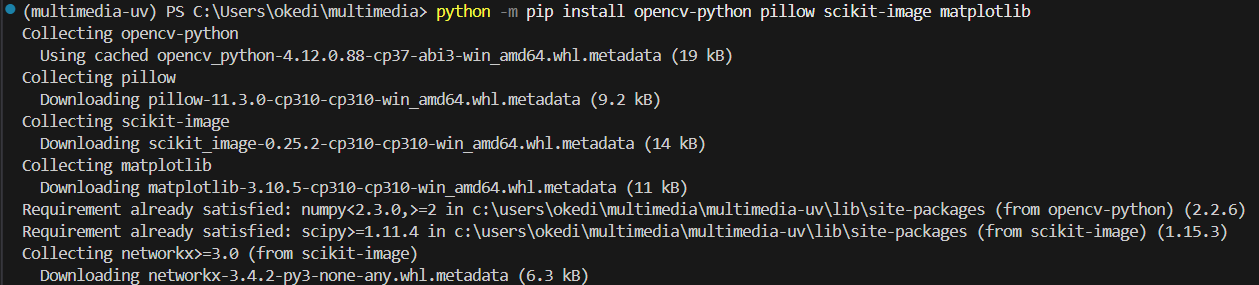 (multimedia-uv) PS C:\Users\okedi\multimedia> python -m pip install opencv-python pillow scikit-image matplotlib
Collecting opencv-python
  Using cached opencv_python-4.12.0.88-cp37-abi3-win_amd64.whl.metadata (19 kB)
Collecting pillow
  Downloading pillow-11.3.0-cp310-cp310-win_amd64.whl.metadata (9.2 kB)
Collecting scikit-image
  Downloading scikit_image-0.25.2-cp310-cp310-win_amd64.whl.metadata (14 kB)
Collecting matplotlib
  Downloading matplotlib-3.10.5-cp310-cp310-win_amd64.whl.metadata (11 kB)
Requirement already satisfied: numpy<2.3.0,>=2 in c:\users\okedi\multimedia\multimedia-uv\lib\site-packages (from opencv-python) (2.2.6)
Requirement already satisfied: scipy>=1.11.4 in c:\users\okedi\multimedia\multimedia-uv\lib\site-packages (from scikit-image) (1.15.3)
Collecting networkx>=3.0 (from scikit-image)
  Downloading networkx-3.4.2-py3-none-any.whl.metadata (6.3 kB)